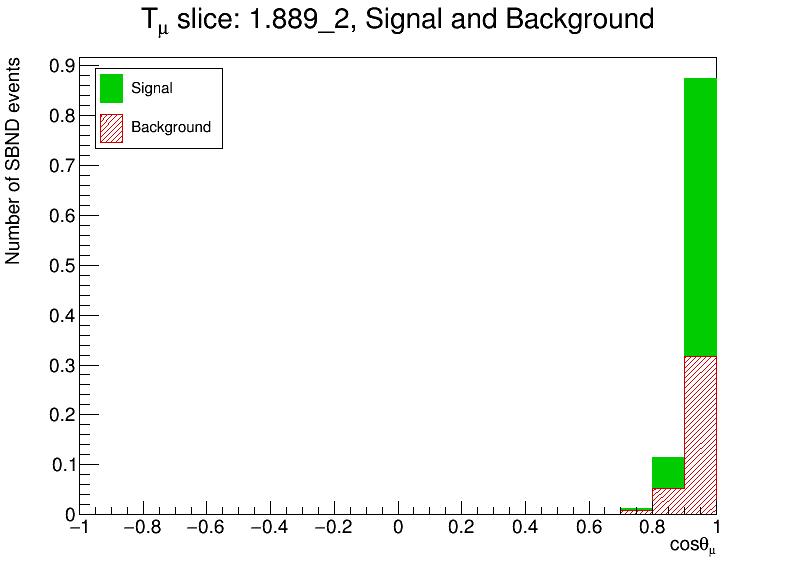 Tμ slice: 1.889_2, Signal and Background
Number of SBND events
Signal
Background
0.9
0.8
0.7
0.6
0.5
0.4
0.3
0.2
0.1
0
−1 −0.8 −0.6 −0.4 −0.2 0 0.2 0.4 0.6 0.8 1
cosθμ